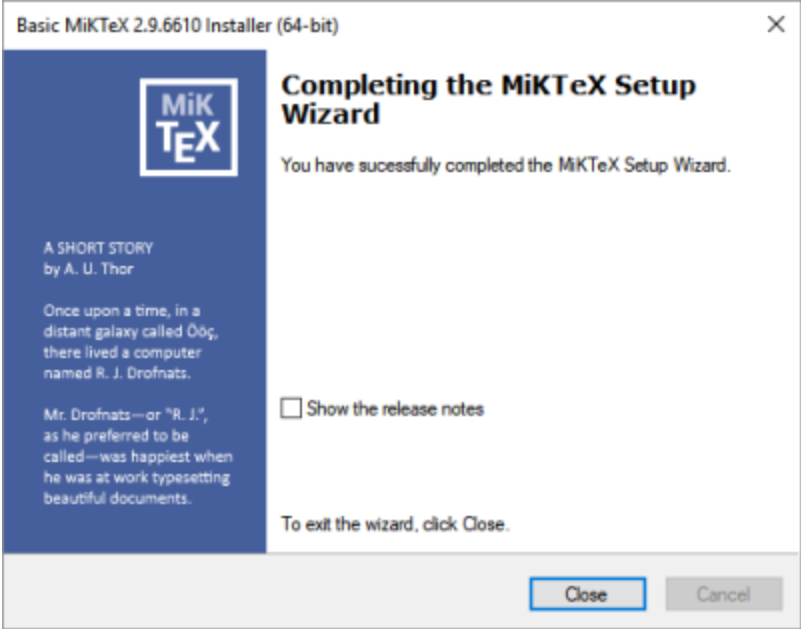 Basic MiKTeX 2.9.6610 Installer (64-bit)
MiK
TEX
Completing the MiKTeX Setup
Wizard
You have sucessfully completed the MiKTeX Setup Wizard.
A SHORT STORY
by A. U. Thor
Once upon a time, in a
distant galaxy called Ööç,
there lived a computer
named R. J. Drofnats.
Mr. Drofnats—or “R. J.”,
as he preferred to be
called—was happiest when
he was at work typesetting
beautiful documents.
Show the release notes
To exit the wizard, click Close.
Close
Cancel